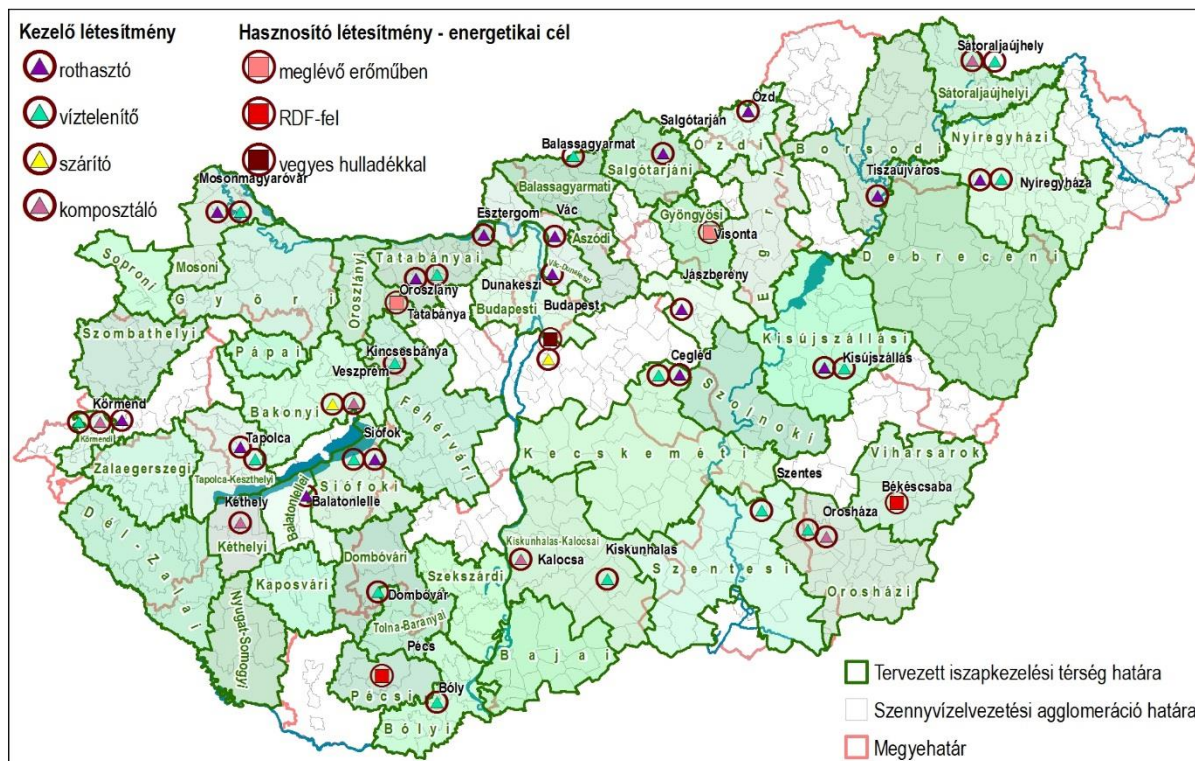 Kezelő létesítmény
rothasztó
víztelenítő
szárító
komposztáló
Hasznosító létesítmény - energetikai cél
meglévő erőműben
RDF-fel
vegyes hulladékkal
Sátoraljaújhely
Sátoraljaújhelyi
Ózd
Salgótarján
Ózdi
Borsodi
Nyíregyházi
Balassagyarmat
Salgótarjáni
Balassagyarmati
Tiszaújváros
Nyíregyháza
Mosonmagyaróvár
Esztergom
Vác
Aszódi
Gyöngyösi
Visonta
Egri
Debreceni
Soproni
Mosoni
Győri
Oroszlányi
Tatabányai
Oroszlány
Tatabánya
Dunakeszi
Vác-Dunakeszi
Budapesti
Budapest
Jászberény
Szombathelyi
Pápai
Kincsesbánya
Veszprém
Cegléd
Kisújszállási
Kisújszállás
Szolnoki
Körmend
Körmendi
Bakonyi
Fehérvári
Tapolca
Siófok
Zalaegerszegi
Tapolca-Keszthelyi
Siófoki
Kecskeméti
Viharsarok
Békéscsaba
Szentes
Orosháza
Kéthely
Balatonlellei
Balatonlelle
Kéthelyi
Dél-Zalai
Dombóvári
Kiskunhalas-Kalocsai
Kalocsa
Kiskunhalas
Szentesi
Orosházi
Kaposvári
Szekszárdi
Dombóvár
Nyugat-Somogyi
Tolna-Baranyai
Bajai
Pécs
Pécsi
Bóly
Bólyi
Tervezett iszapkezelési térség határa
Szennyvízelvezetési agglomeráció határa
Megyehatár